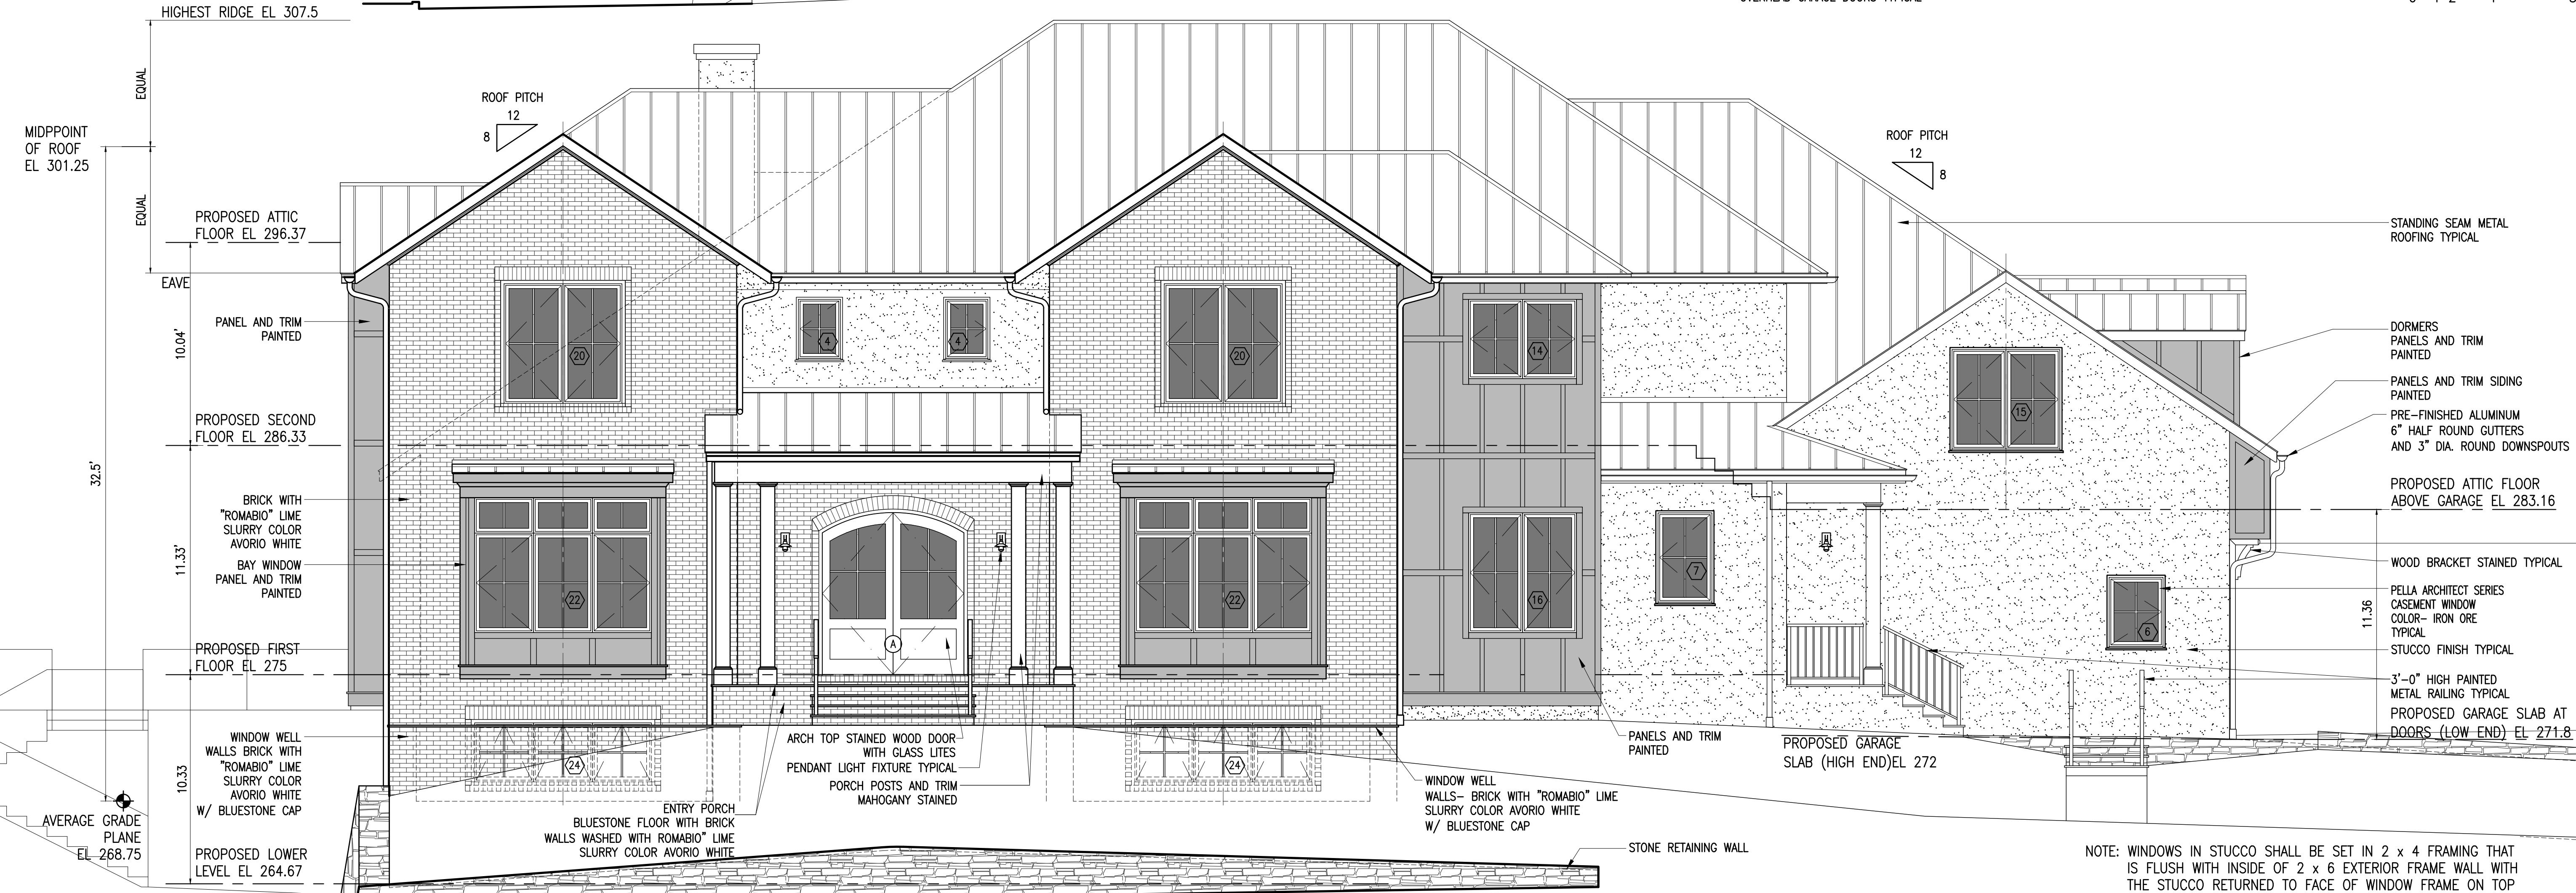 HIGHEST RIDGE EL 307.5
EQUAL
MIDPPOINT
OF ROOF
EL 301.25
EQUAL
ROOF PITCH
12
8
ROOF PITCH
12
8
PROPOSED ATTIC
FLOOR EL 296.37
EAVE
10.04'
32.5'
PANEL AND TRIM
PAINTED
PROPOSED SECOND
FLOOR EL 286.33
11.33'
BRICK WITH
"ROMABIO" LIME
SLURRY COLOR
AVORIO WHITE
BAY WINDOW
PANEL AND TRIM
PAINTED
PROPOSED FIRST
FLOOR EL 275
10.33
WINDOW WELL
WALLS BRICK WITH
"ROMABIO" LIME
SLURRY COLOR
AVORIO WHITE
W/ BLUESTONE CAP
AVERAGE GRADE
PLANE
EL 268.75
PROPOSED LOWER
LEVEL EL 264.67
20
4
4
20
14
15
22
A
22
16
7
6
24
24
ARCH TOP STAINED WOOD DOOR
WITH GLASS LITES
PENDANT LIGHT FIXTURE TYPICAL
PORCH POSTS AND TRIM
MAHOGANY STAINED
ENTRY PORCH
BLUESTONE FLOOR WITH BRICK
WALLS WASHED WITH ROMABIO" LIME
SLURRY COLOR AVORIO WHITE
WINDOW WELL
WALLS- BRICK WITH "ROMABIO" LIME
SLURRY COLOR AVORIO WHITE
W/ BLUESTONE CAP
STONE RETAINING WALL
PANELS AND TRIM
PAINTED
PROPOSED GARAGE
SLAB (HIGH END)EL 272
STANDING SEAM METAL
ROOFING TYPICAL
DORMERS
PANELS AND TRIM
PAINTED
PANELS AND TRIM SIDING
PAINTED
PRE-FINISHED ALUMINUM
6" HALF ROUND GUTTERS
AND 3" DIA. ROUND DOWNSPOUTS
PROPOSED ATTIC FLOOR
ABOVE GARAGE EL 283.16
11.36
WOOD BRACKET STAINED TYPICAL
PELLA ARCHITECT SERIES
CASEMENT WINDOW
COLOR- IRON ORE
TYPICAL
STUCCO FINISH TYPICAL
3'-0" HIGH PAINTED
METAL RAILING TYPICAL
PROPOSED GARAGE SLAB AT
DOORS (LOW END) EL 271.8
NOTE: WINDOWS IN STUCCO SHALL BE SET IN 2 x 4 FRAMING THAT
IS FLUSH WITH INSIDE OF 2 x 6 EXTERIOR FRAME WALL WITH
THE STUCCO RETURNED TO FACE OF WINDOW FRAME ON TOP